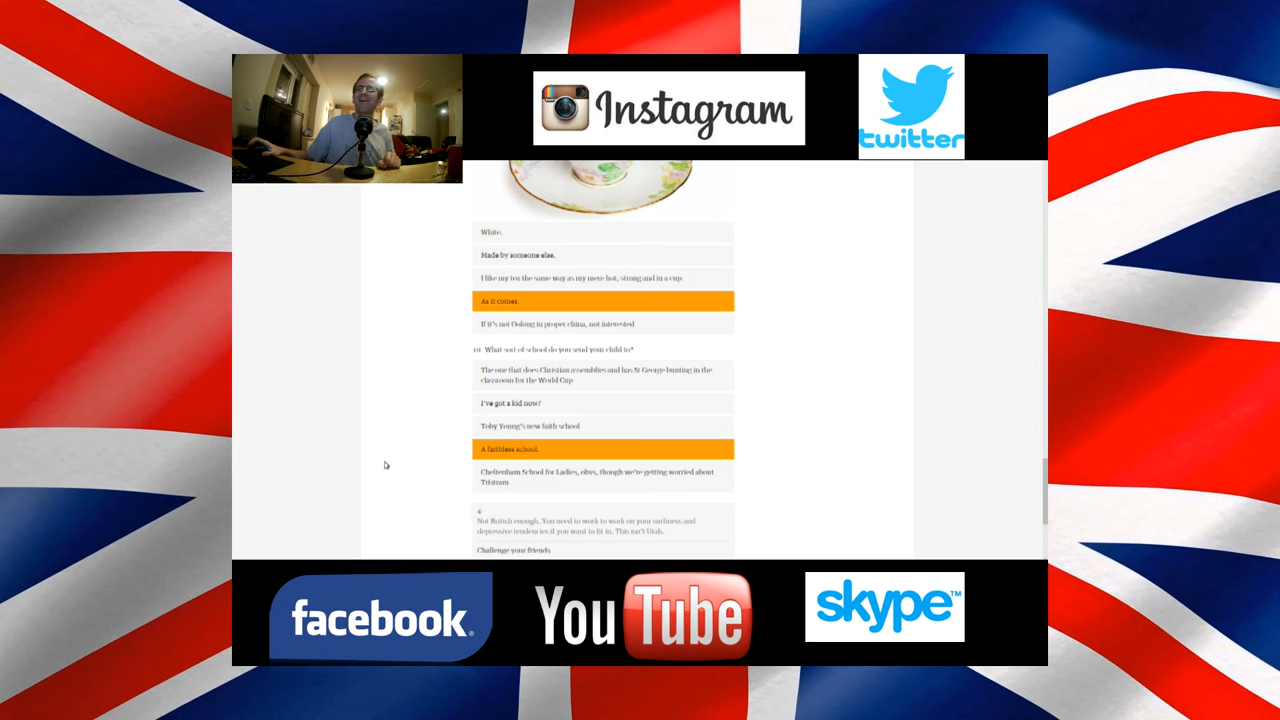 Instagram
twitter
White.
Made by someone else.
I like my tea the same way as my men: hot, strong and in a cup.
As it comes.
If it's not Oolong in proper china, not interested
10 What sort of school do you send your child to?
The one that does Christian assemblies and has St George bunting in the
classroom for the World Cup
I've got a kid now?
Toby Young's new faith school
A faithless school.
Cheltenham School for Ladies, obvs, though we're getting worried about
Tristram
4
Not British enough. You need to work to work on your surliness and
depressive tendencies if you want to fit in. This isn't Utah.
Challenge your friends
facebook®
YouTube
skype™